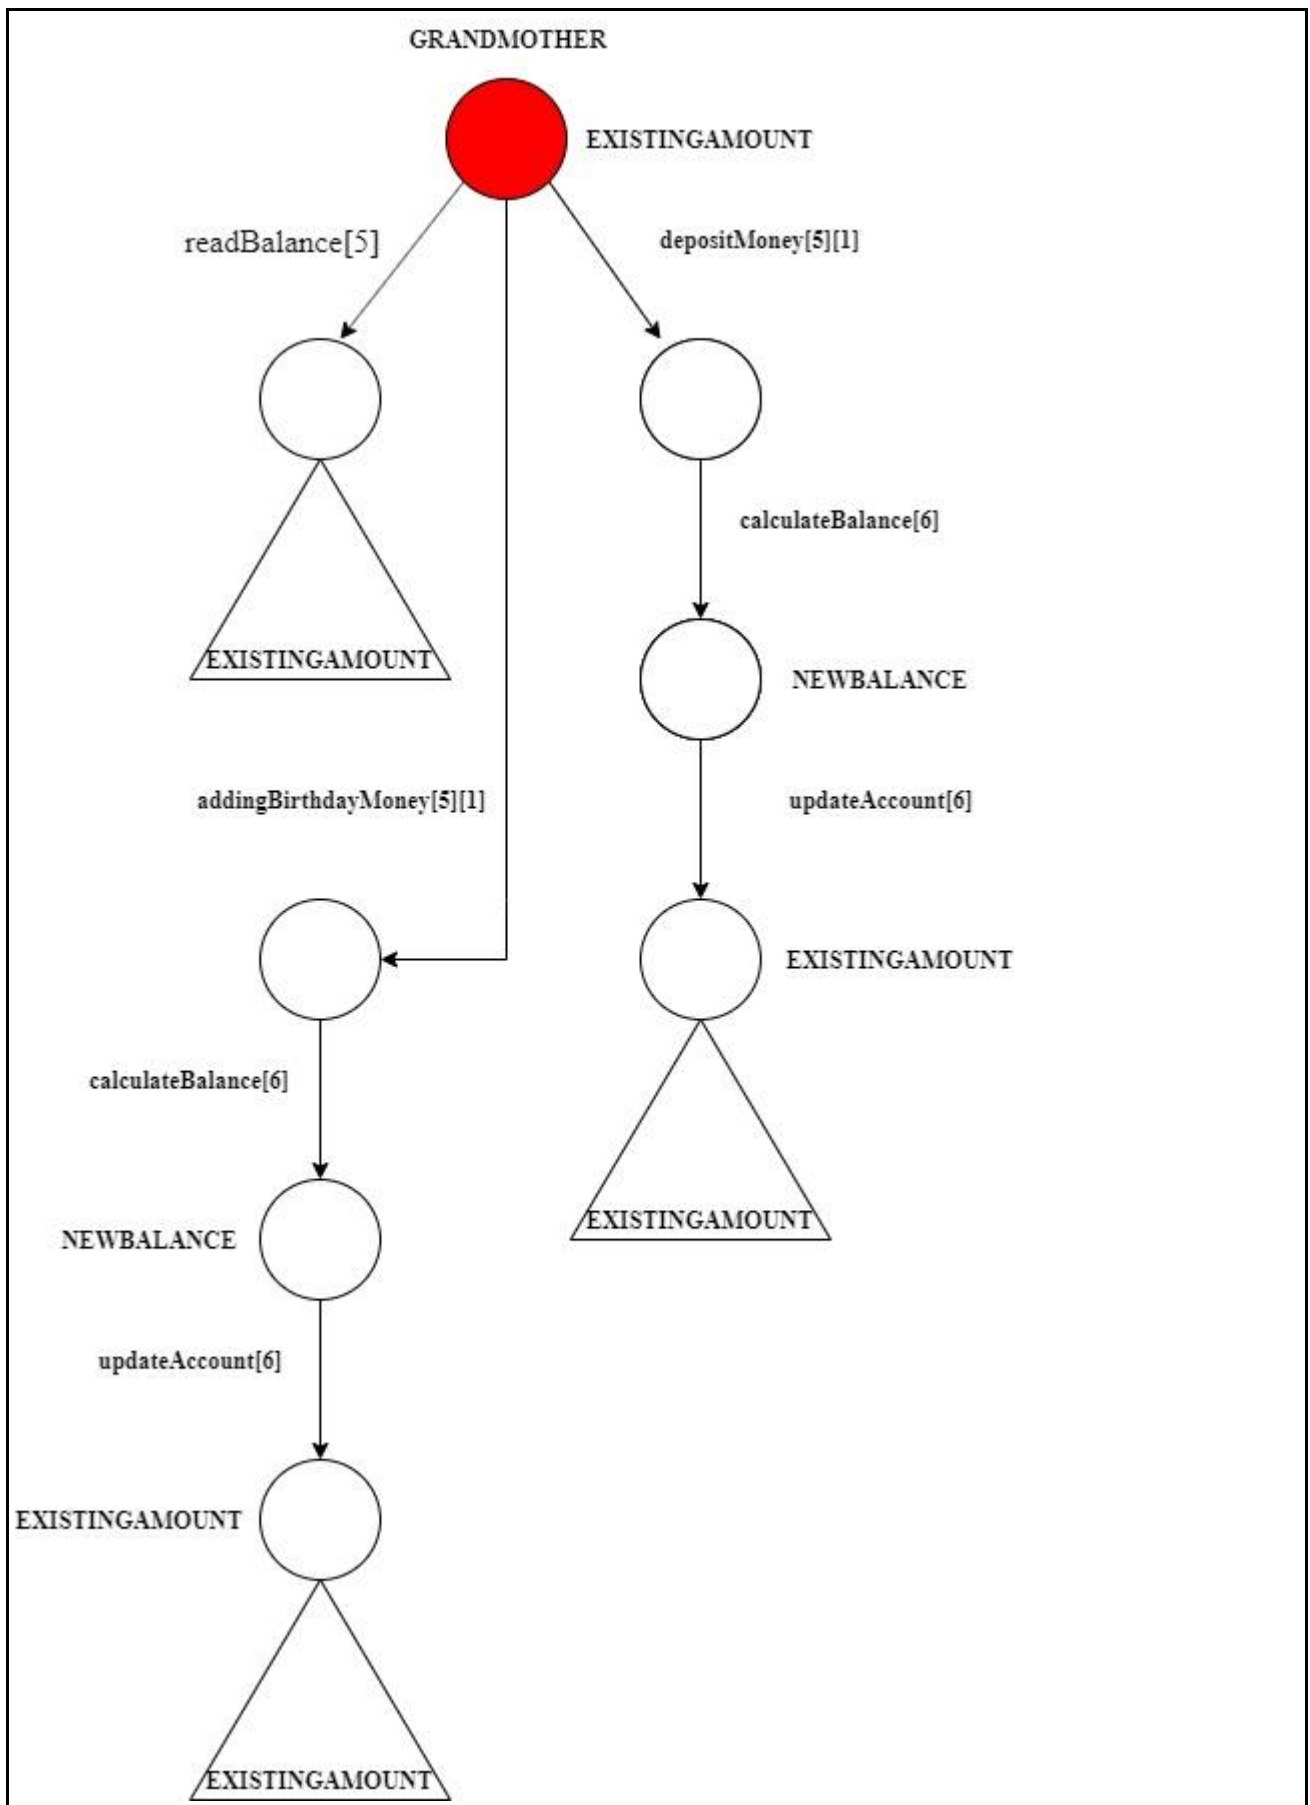 GRANDMOTHER
EXISTINGAMOUNT
readBalance[5]
depositMoney[5][1]
calculateBalance[6]
EXISTINGAMOUNT
NEWBALANCE
addingBirthdayMoney[5][1]
updateAccount[6]
EXISTINGAMOUNT
calculateBalance[6]
EXISTINGAMOUNT
NEWBALANCE
updateAccount[6]
EXISTINGAMOUNT
EXISTINGAMOUNT